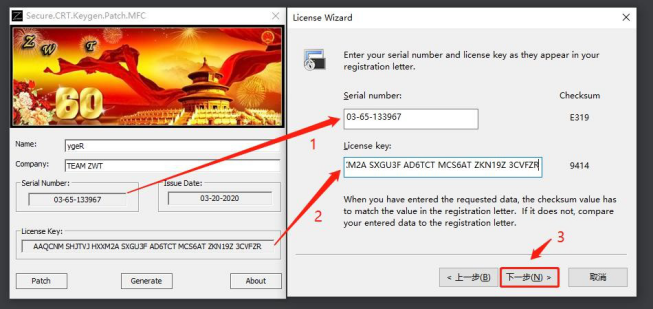 Secure.CRT.Keygen.Patch.MFC
Z W T
60
Name:
ygeR
Company:
TEAM ZWT
Serial Number:
03-65-133967
Issue Date:
03-20-2020
License Key:
AAQCNM SHJTVJ HXXM2A SXGU3F AD6TCT MCS6AT ZKN19Z 3CVFZR
Patch
Generate
About
License Wizard
Enter your serial number and license key as they appear in your
registration letter.
Serial number:
Checksum
03-65-133967
E319
1
License key:
:M2A SXGU3F AD6TCT MCS6AT ZKN19Z 3CVFZR
9414
2
When you have entered the requested data, the checksum value has
to match the value in the registration letter. If it does not, compare
your entered data to the registration letter.
3
< 上一步(B)
下一步(N) >
取消